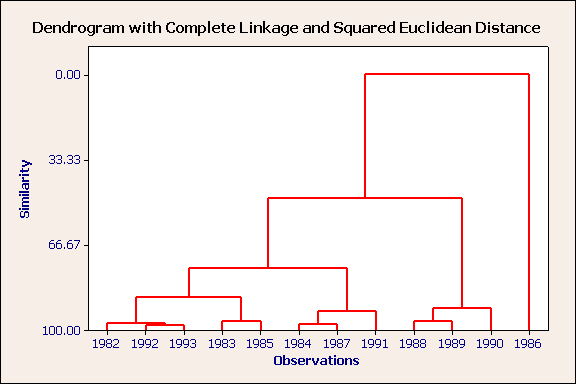 Dendrogram with Complete Linkage and Squared Euclidean Distance
0.00
33.33
66.67
100.00
Similarity
1982 1992 1993 1983 1985 1984 1987 1991 1988 1989 1990 1986
Observations